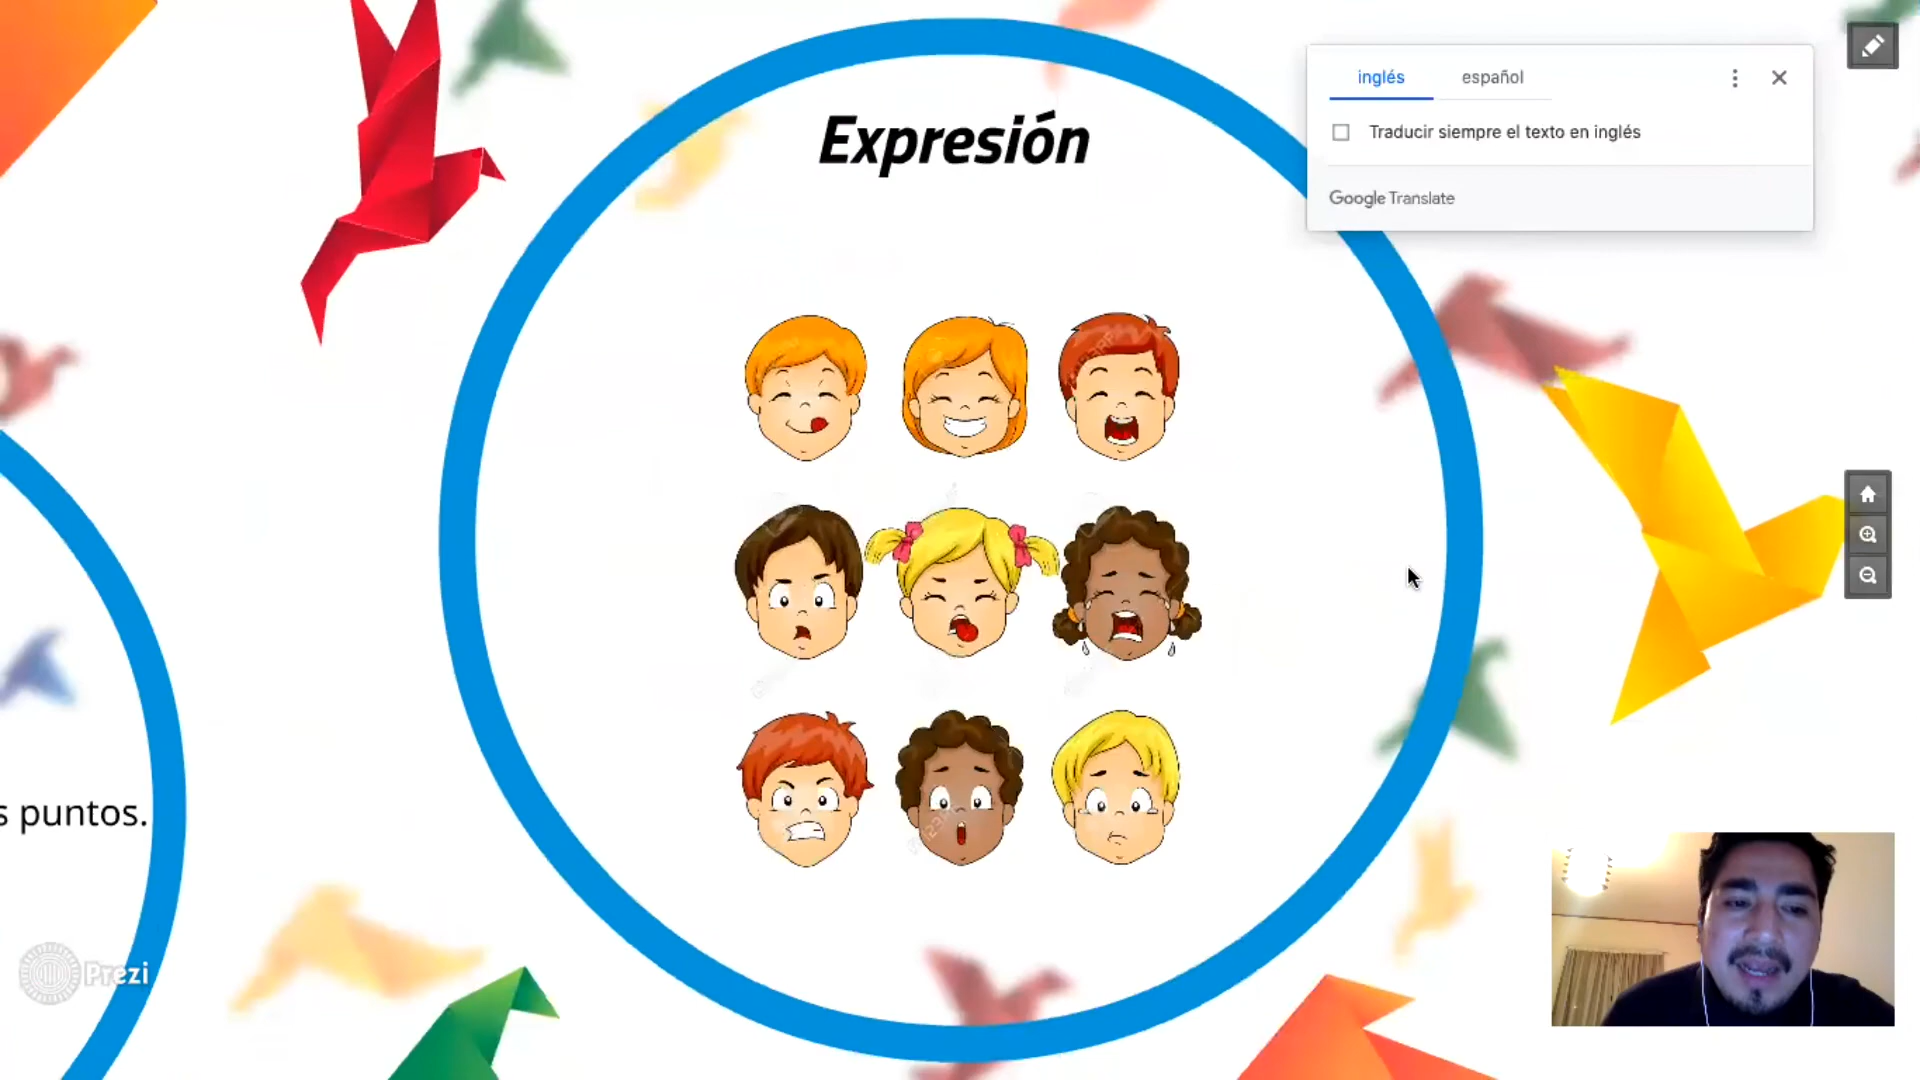 Expresión
inglés español
Traducir siempre el texto en inglés
Google Translate
s puntos.
Prezi